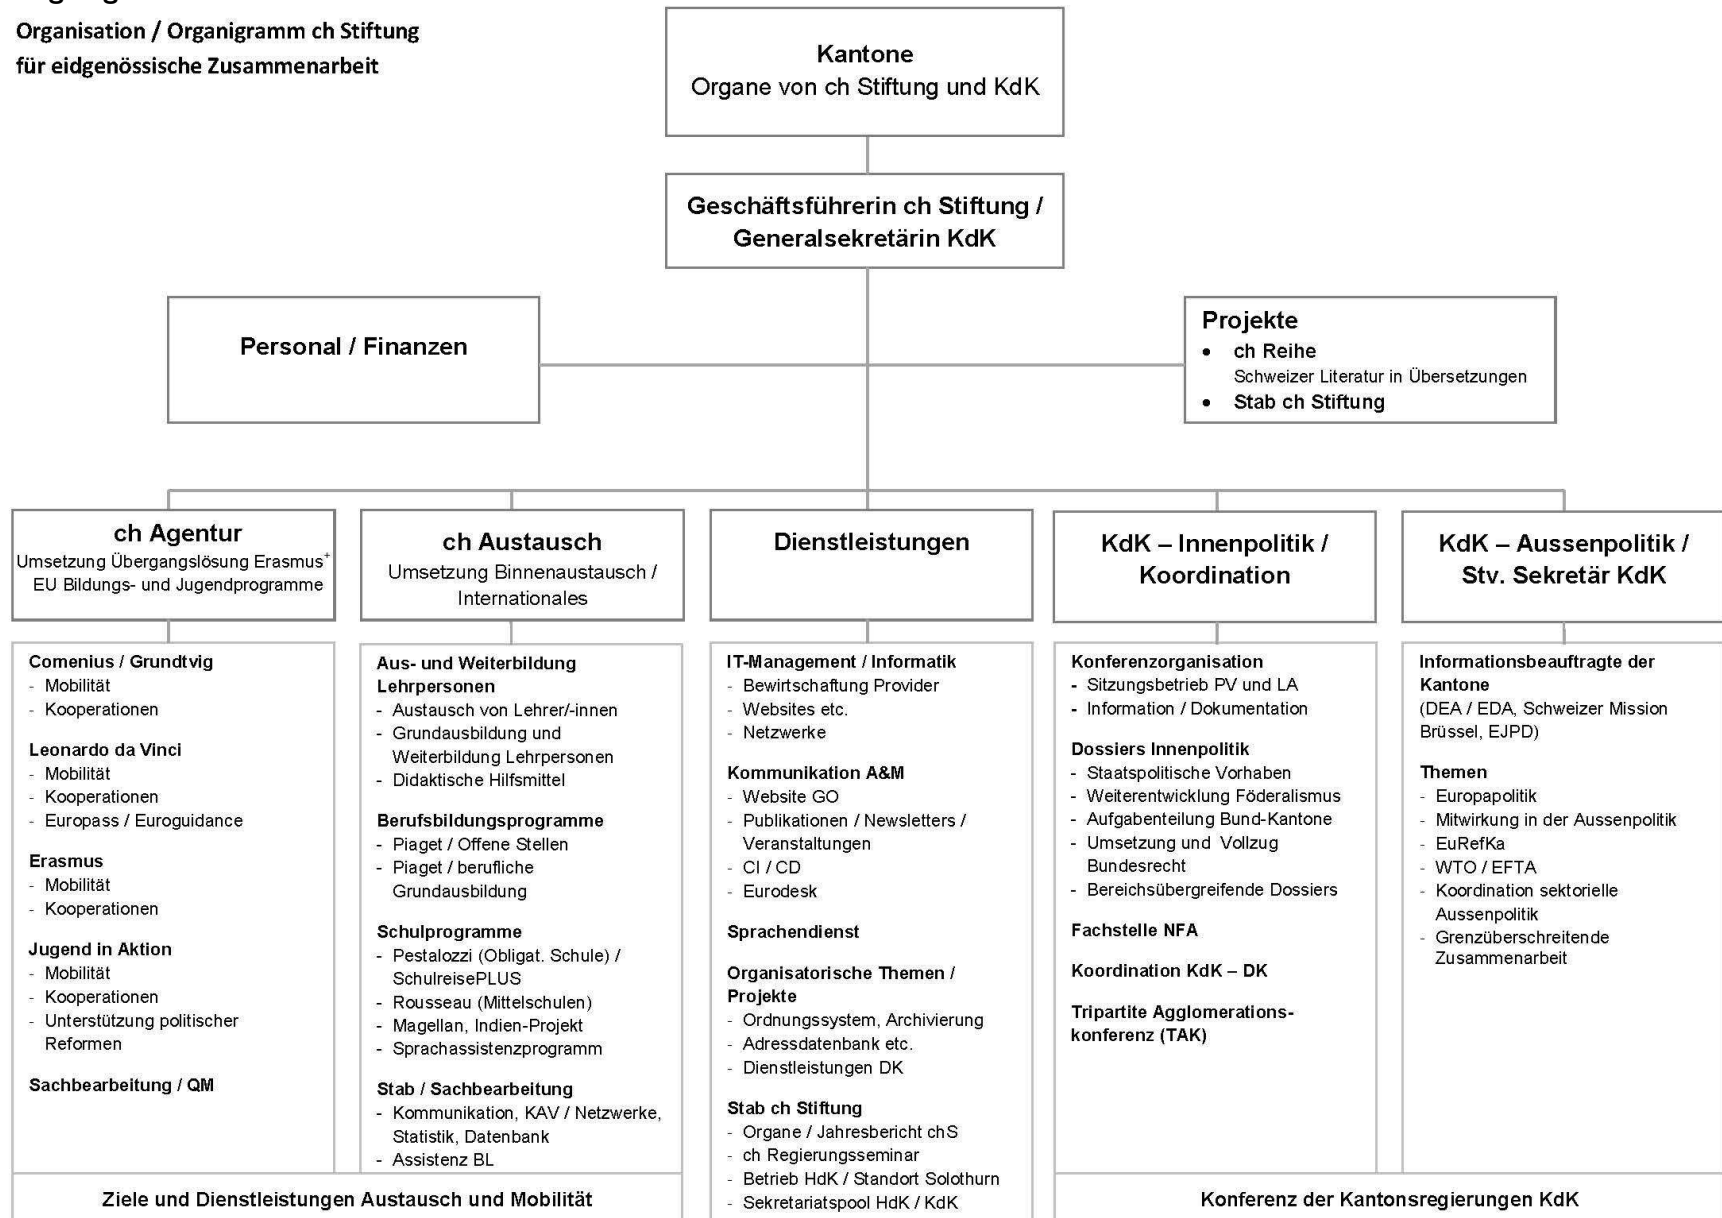 Organisation / Organigramm ch Stiftung
für eidgenössische Zusammenarbeit
Kantone
Organe von ch Stiftung und KdK
Geschäftsführerin ch Stiftung /
Generalsekretärin KdK
Personal / Finanzen
Projekte
• ch Reihe
Schweizer Literatur in Übersetzungen
• Stab ch Stiftung
ch Agentur
Umsetzung Übergangslösung Erasmus+
EU Bildungs- und Jugendprogramme
Comenius / Grundtvig
- Mobilität
- Kooperationen
Leonardo da Vinci
- Mobilität
- Kooperationen
- Europass / Euroguidance
Erasmus
- Mobilität
- Kooperationen
Jugend in Aktion
- Mobilität
- Kooperationen
- Unterstützung politischer
Reformen
Sachbearbeitung / QM
ch Austausch
Umsetzung Binnenaustausch /
Internationales
Aus- und Weiterbildung
Lehrpersonen
- Austausch von Lehrer/-innen
- Grundausbildung und
Weiterbildung Lehrpersonen
- Didaktische Hilfsmittel
Berufsbildungsprogramme
- Piaget / Offene Stellen
- Piaget / berufliche
Grundausbildung
Schulprogramme
- Pestalozzi (Obligat. Schule) /
SchulreisePLUS
- Rousseau (Mittelschulen)
- Magellan, Indien-Projekt
- Sprachassistenzprogramm
Stab / Sachbearbeitung
- Kommunikation, KAV / Netzwerke,
Statistik, Datenbank
- Assistenz BL
Ziele und Dienstleistungen Austausch und Mobilität
Dienstleistungen
IT-Management / Informatik
- Bewirtschaftung Provider
- Websites etc.
- Netzwerke
Kommunikation A&M
- Website GO
- Publikationen / Newsletters /
Veranstaltungen
- CI / CD
- Eurodesk
Sprachendienst
Organisatorische Themen /
Projekte
- Ordnungssystem, Archivierung
- Adressdatenbank etc.
- Dienstleistungen DK
Stab ch Stiftung
- Organe / Jahresbericht chS
- ch Regierungsseminar
- Betrieb HdK / Standort Solothurn
- Sekretariatspool HdK / KdK
KdK – Innenpolitik /
Koordination
Konferenzorganisation
- Sitzungsbetrieb PV und LA
- Information / Dokumentation
Dossiers Innenpolitik
- Staatspolitische Vorhaben
- Weiterentwicklung Föderalismus
- Aufgabenteilung Bund-Kantone
- Umsetzung und Vollzug
Bundesrecht
- Bereichsübergreifende Dossiers
Fachstelle NFA
Koordination KdK – DK
Tripartite Agglomerations-
konferenz (TAK)
KdK – Aussenpolitik /
Stv. Sekretär KdK
Informationsbeauftragte der
Kantone
(DEA / EDA, Schweizer Mission
Brüssel, EJPD)
Themen
- Europapolitik
- Mitwirkung in der Aussenpolitik
- EuRefKa
- WTO / EFTA
- Koordination sektorielle
Aussenpolitik
- Grenzüberschreitende
Zusammenarbeit
Konferenz der Kantonsregierungen KdK